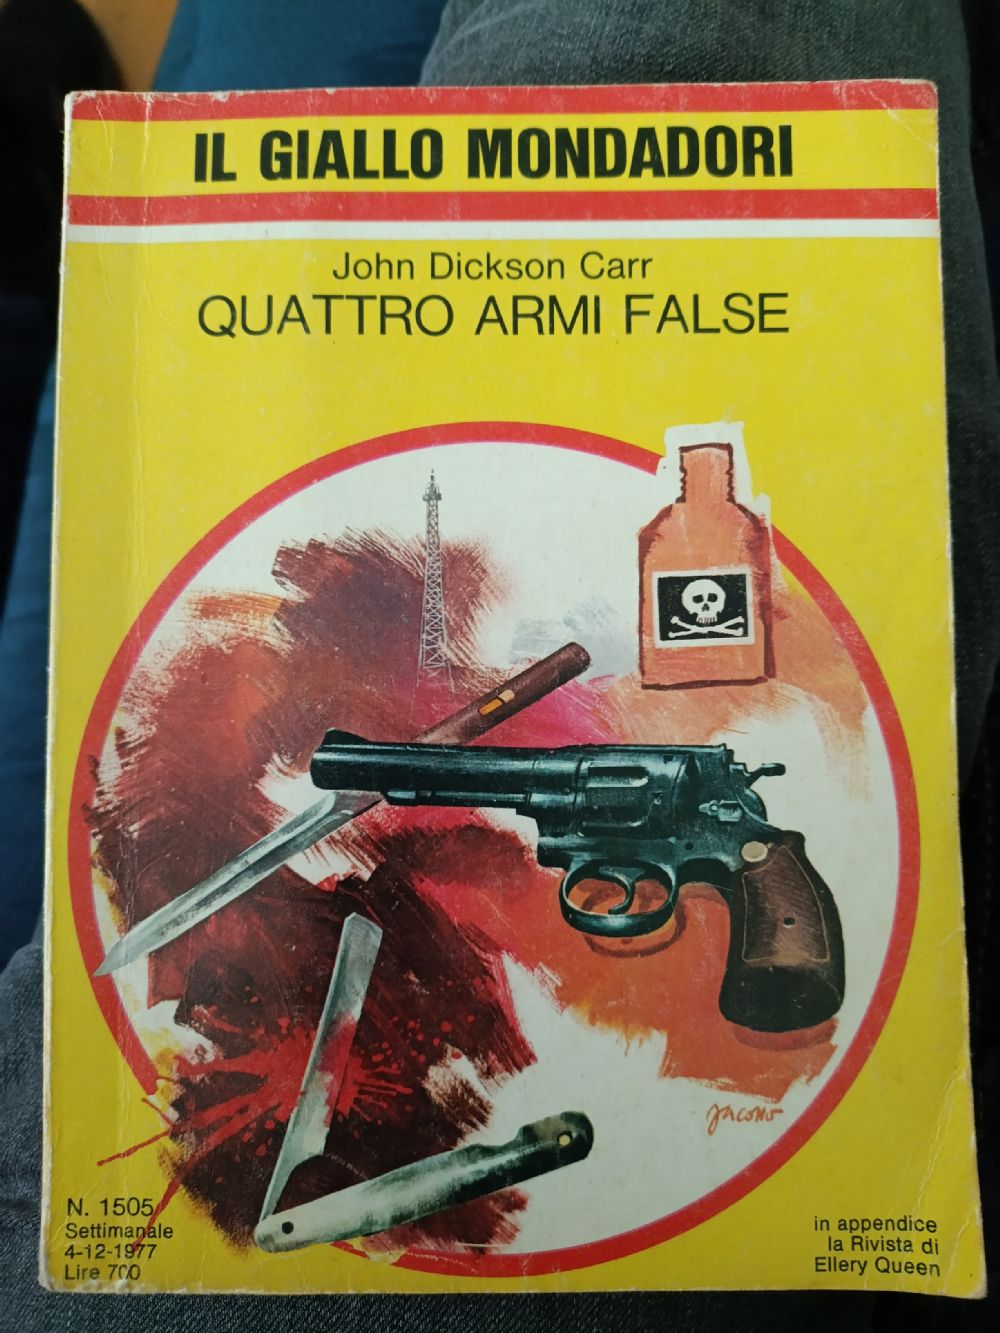 IL GIALLO MONDADORI
John Dickson Carr
QUATTRO ARMI FALSE
Jacono
N. 1505
Settimanale
4-12-1977
Lire 700
in appendice
la Rivista di
Ellery Queen